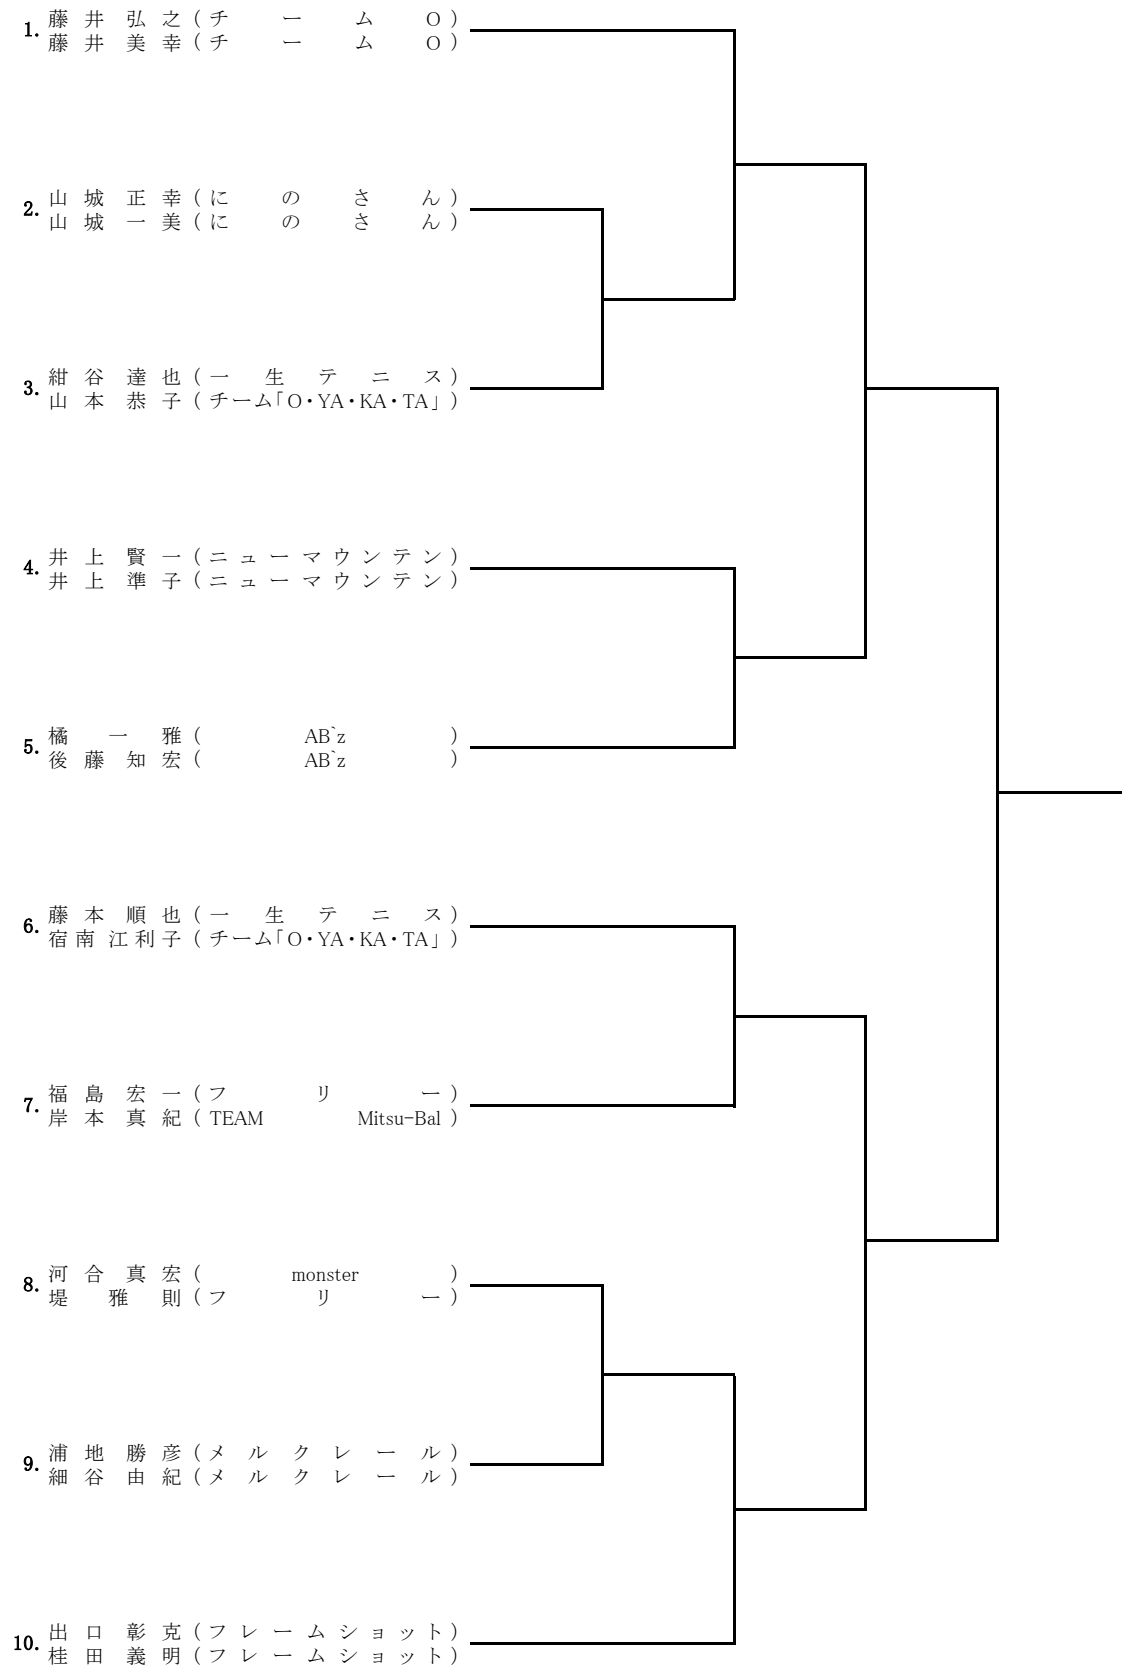 1. 藤井弘之(チームO)
藤井美幸(チームO)
2. 山城正幸(にのさん)
山城一美(にのさん)
3. 紺谷達也(一生テニス)
山本恭子(チーム「O・YA・KA・TA」)
4. 井上賢一(ニューマウンテン)
井上準子(ニューマウンテン)
5. 橘一雅(AB`z)
後藤知宏(AB`z)
6. 藤本順也(一生テニス)
宿南江利子(チーム「O・YA・KA・TA」)
7. 福島宏一(フリー)
岸本真紀(TEAM Mitsu-Bal)
8. 河合真宏(monster)
堤雅則(フリー)
9. 浦地勝彦(メルクレール)
細谷由紀(メルクレール)
10. 出口彰克(フレームショット)
桂田義明(フレームショット)